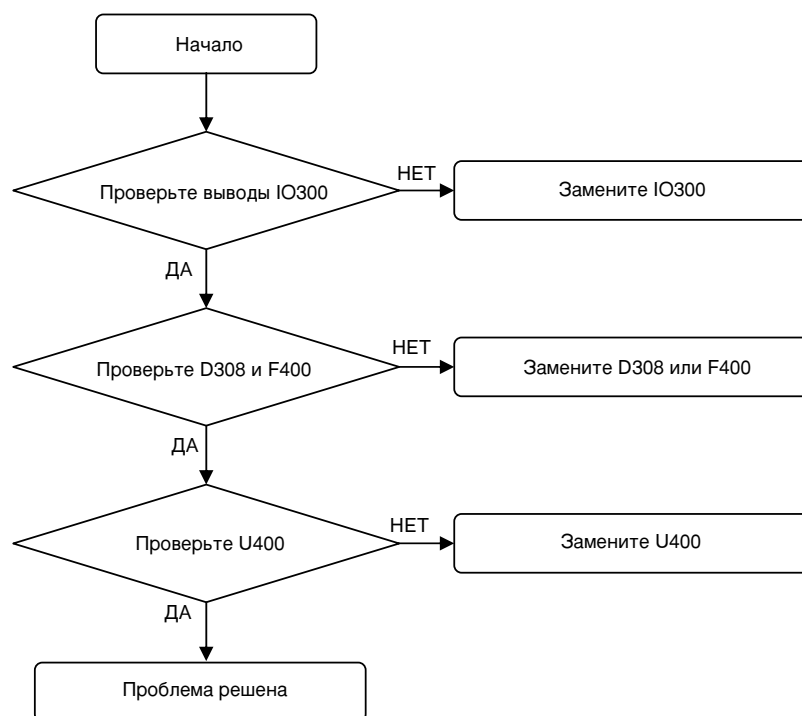 Начало
Проверьте выводы IO300
НЕТ
Замените IO300
ДА
Проверьте D308 и F400
НЕТ
Замените D308 или F400
ДА
Проверьте U400
НЕТ
Замените U400
ДА
Проблема решена